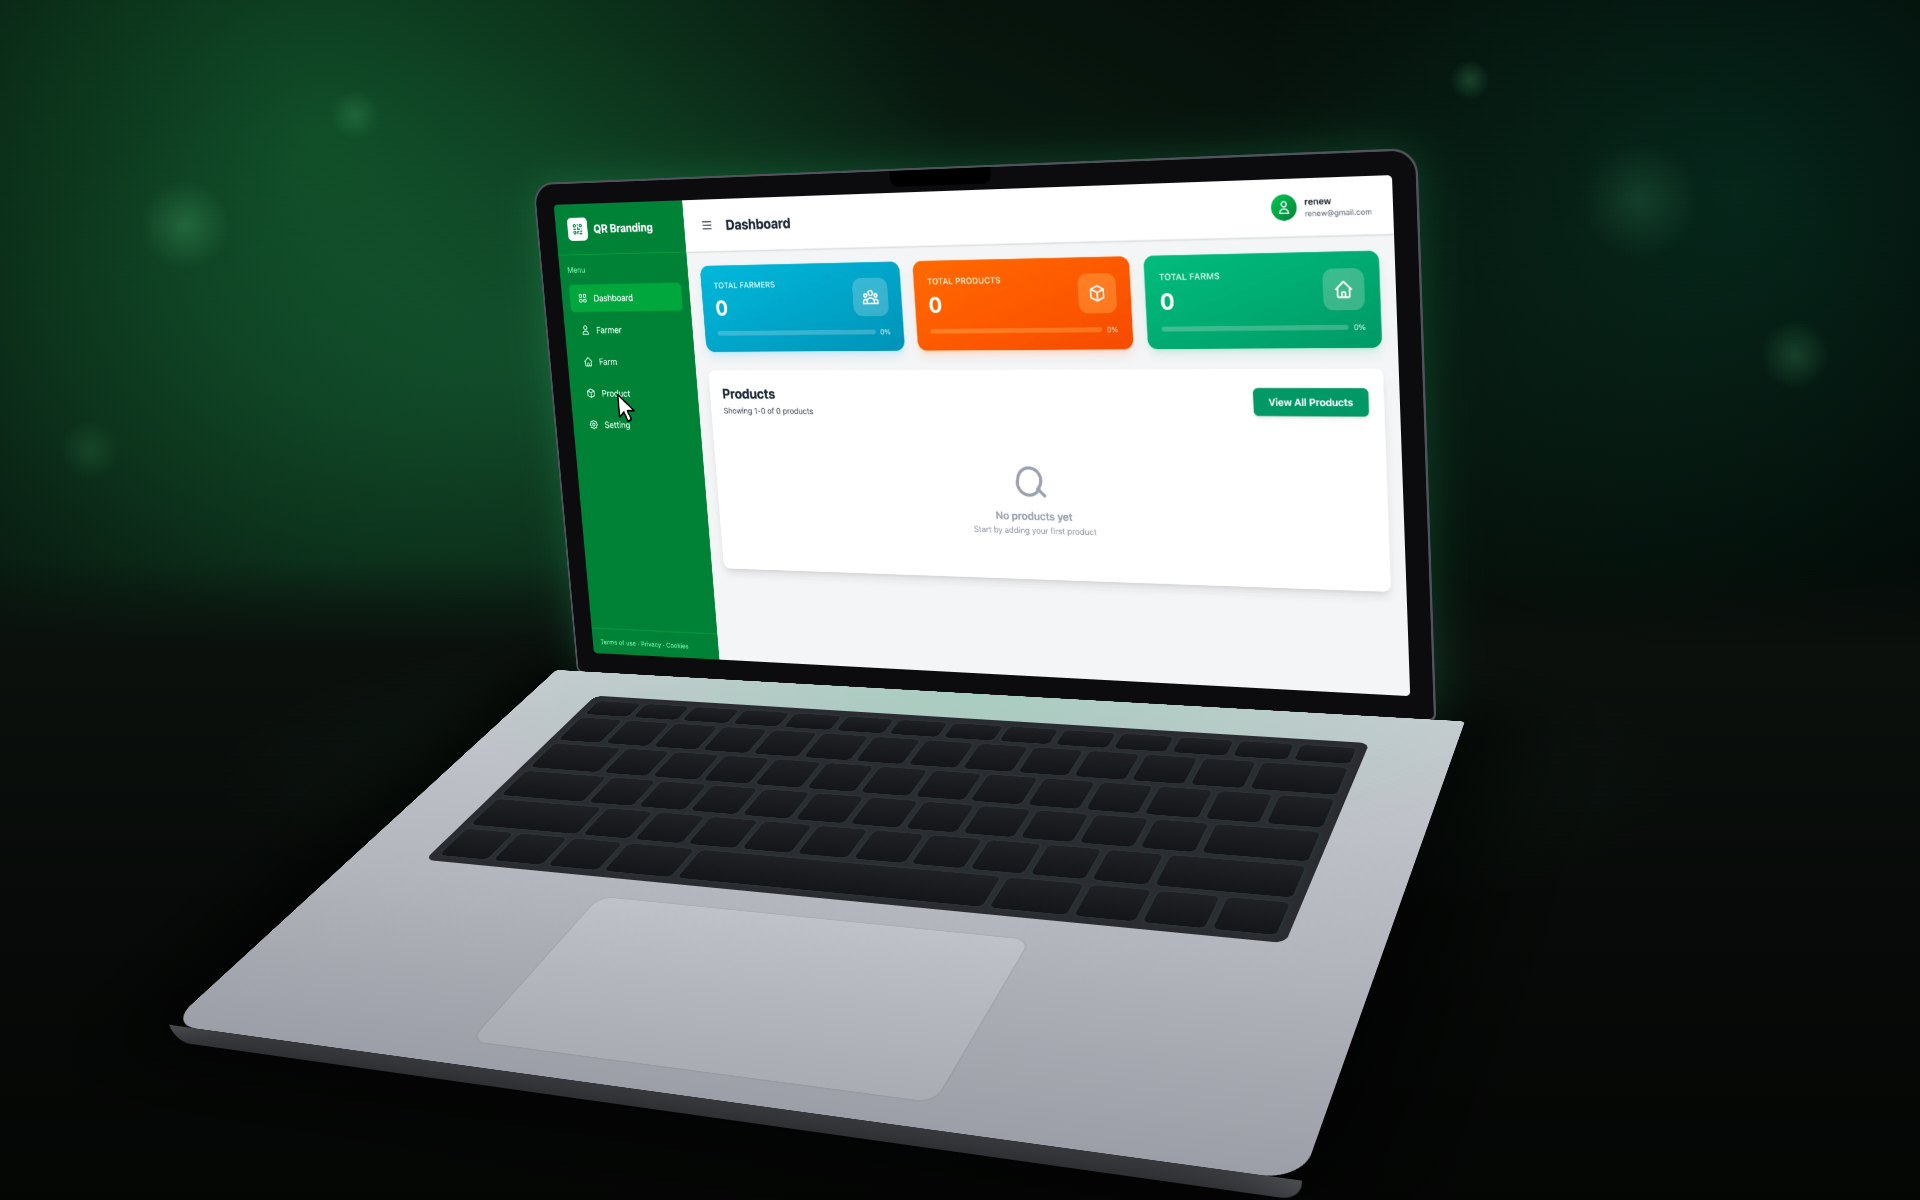 QR Branding
Dashboard
renew
renew@gmail.com
Menu
Dashboard
Farmer
Farm
Product
Setting
Terms of use · Privacy · Cookies
TOTAL FARMERS
0
0%
TOTAL PRODUCTS
0
0%
TOTAL FARMS
0
0%
Products
Showing 1-0 of 0 products
View All Products
No products yet
Start by adding your first product